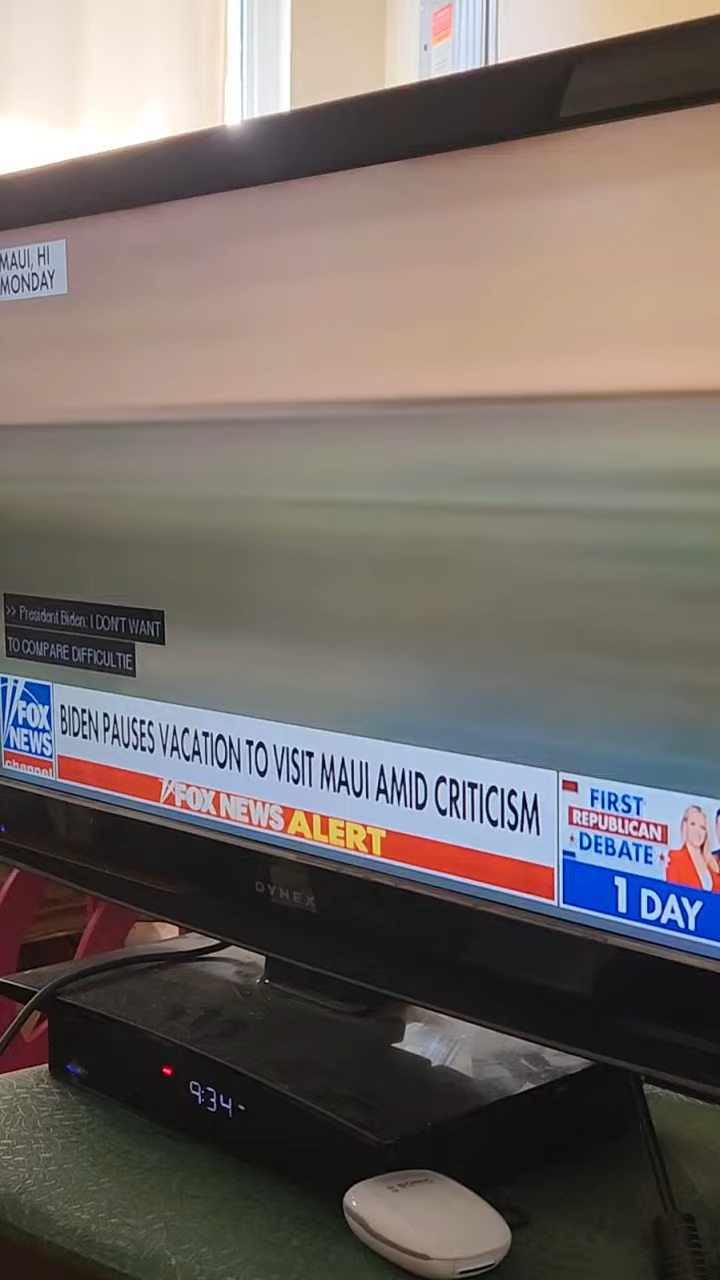 MAUI, HI
MONDAY
>> President Biden: I DON'T WANT
TO COMPARE DIFFICULTIE
FOX
NEWS
channel
BIDEN PAUSES VACATION TO VISIT MAUI AMID CRITICISM
FOX NEWS ALERT
FIRST
REPUBLICAN
DEBATE
1 DAY
DYNEX
9:34